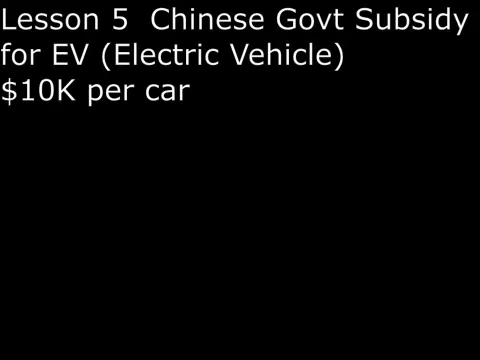 Lesson 5  Chinese Govt Subsidy
for EV (Electric Vehicle)
$10K per car